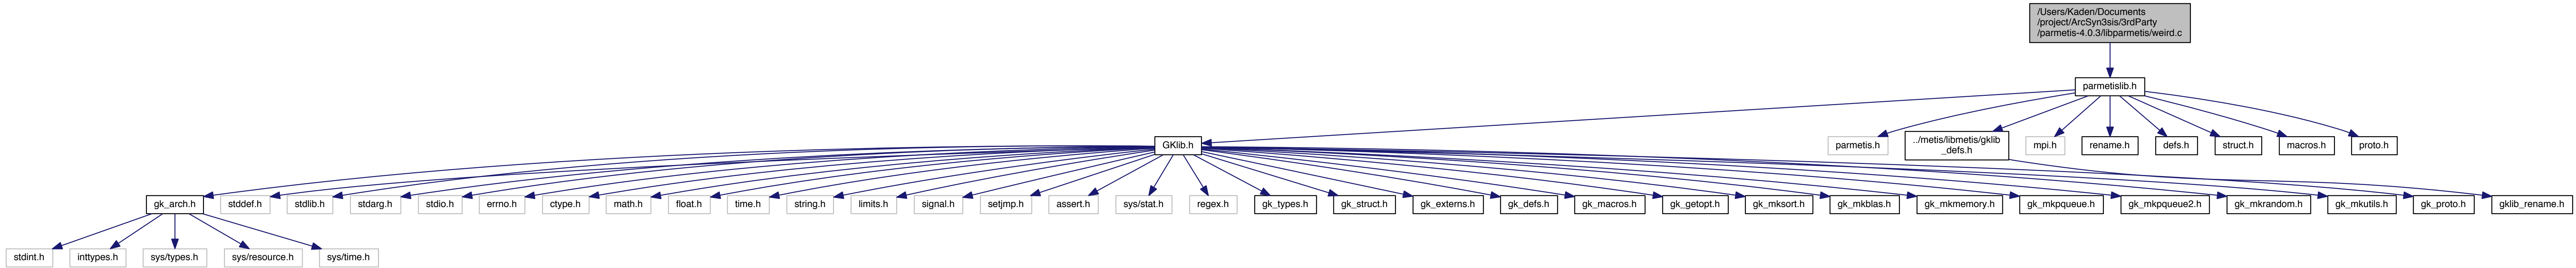 /Users/Kaden/Documents
/project/ArcSyn3sis/3rdParty
/parmetis-4.0.3/libparmetis/weird.c
parmetislib.h
GKlib.h
parmetis.h
../metis/libmetis/gklib
_defs.h
mpi.h
rename.h
defs.h
struct.h
macros.h
proto.h
gk_arch.h
stddef.h
stdlib.h
stdarg.h
stdio.h
errno.h
ctype.h
math.h
float.h
time.h
string.h
limits.h
signal.h
setjmp.h
assert.h
sys/stat.h
regex.h
gk_types.h
gk_struct.h
gk_externs.h
gk_defs.h
gk_macros.h
gk_getopt.h
gk_mksort.h
gk_mkblas.h
gk_mkmemory.h
gk_mkpqueue.h
gk_mkpqueue2.h
gk_mkrandom.h
gk_mkutils.h
gk_proto.h
gklib_rename.h
stdint.h
inttypes.h
sys/types.h
sys/resource.h
sys/time.h